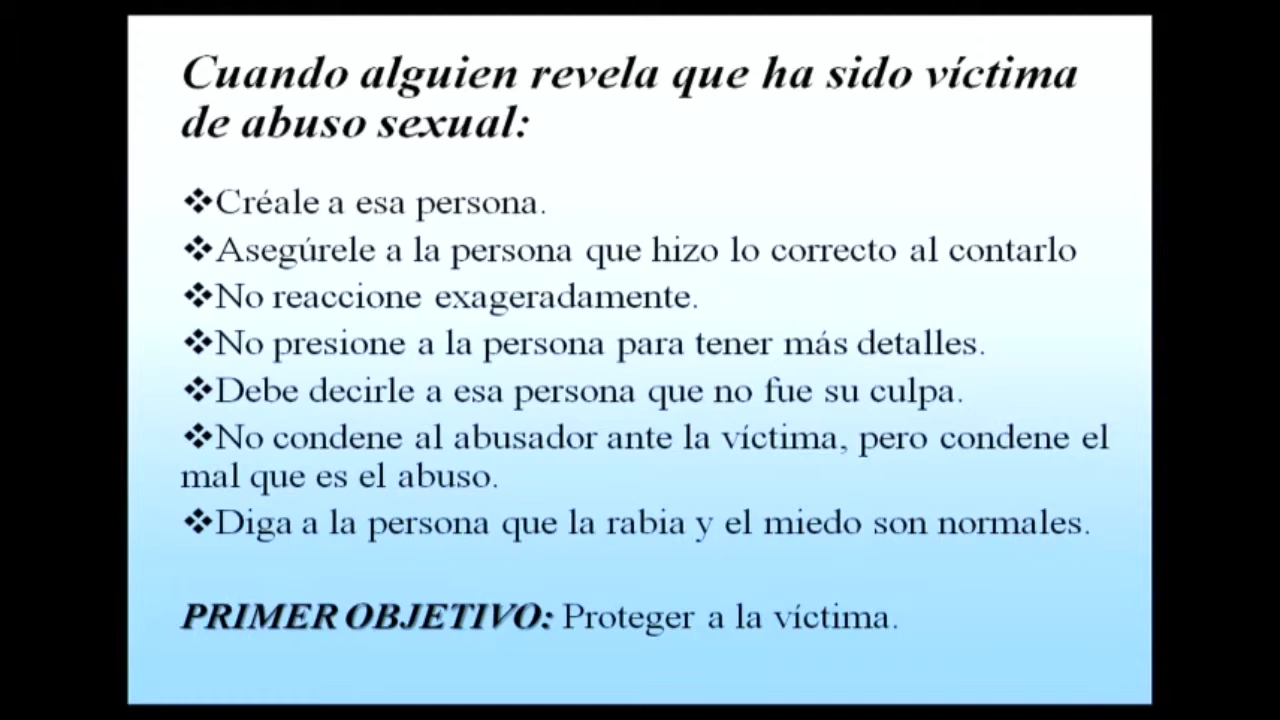 Cuando alguien revela que ha sido víctima
de abuso sexual:
❖Créale a esa persona.
❖Asegúrele a la persona que hizo lo correcto al contarlo
❖No reaccione exageradamente.
❖No presione a la persona para tener más detalles.
❖Debe decirle a esa persona que no fue su culpa.
❖No condene al abusador ante la víctima, pero condene el
mal que es el abuso.
❖Diga a la persona que la rabia y el miedo son normales.
PRIMER OBJETIVO: Proteger a la víctima.